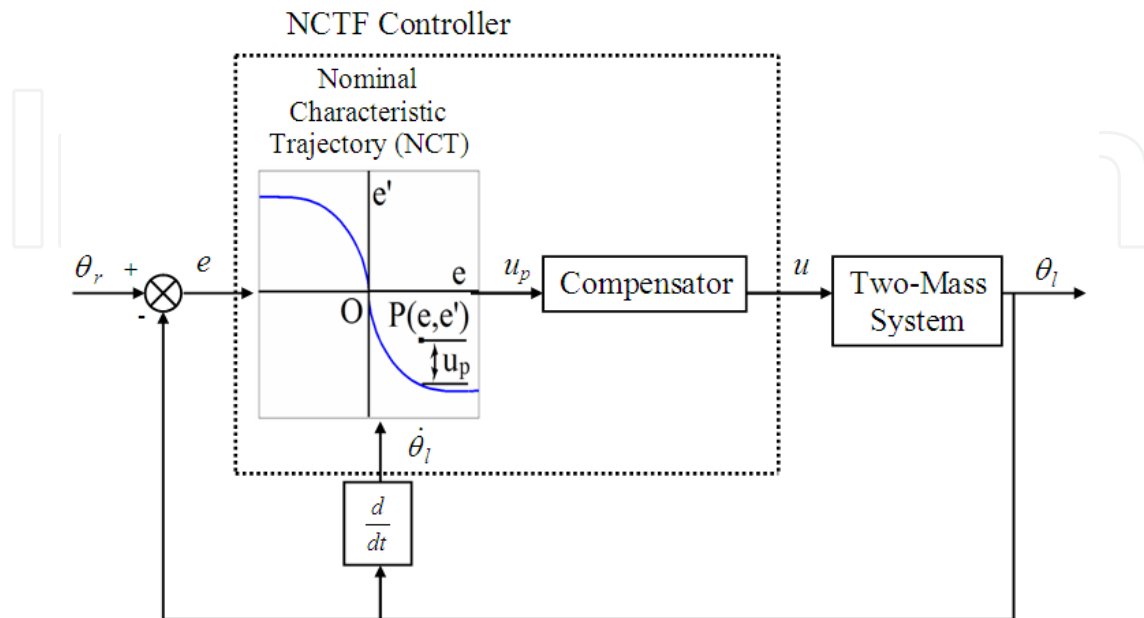 NCTF Controller
Nominal
Characteristic
Trajectory (NCT)
e'
θr + e
-
e
O P(e,e')
up
up
Compensator
u
Two-Mass
System
θl
θ̇l
d
dt